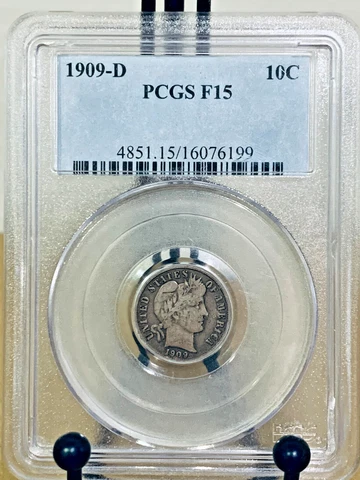 1909-D 10C
PCGS F15
4851.15/16076199
UNITED STATES OF AMERICA
1909